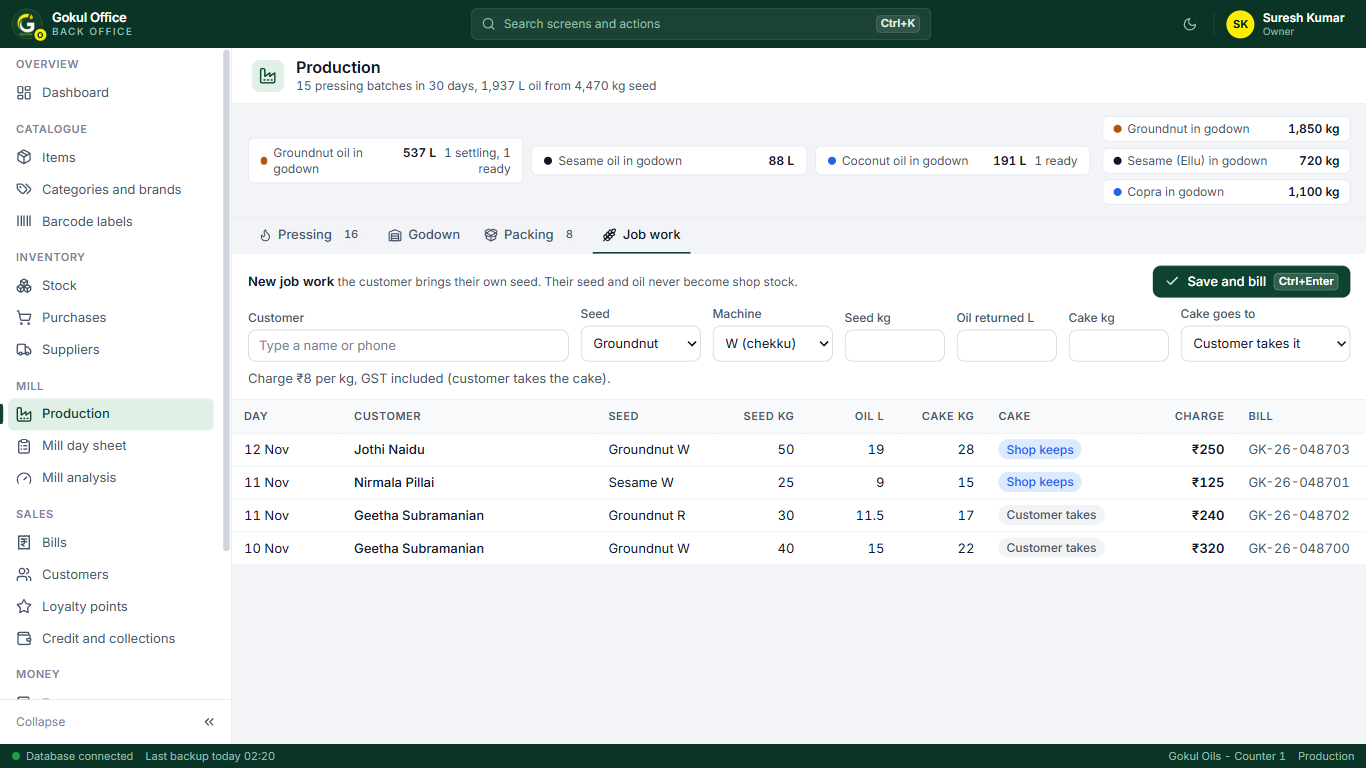 Gokul Office
BACK OFFICE
Search screens and actions
Ctrl+K
SK
Suresh Kumar
Owner
OVERVIEW
Dashboard
CATALOGUE
Items
Categories and brands
Barcode labels
INVENTORY
Stock
Purchases
Suppliers
MILL
Production
Mill day sheet
Mill analysis
SALES
Bills
Customers
Loyalty points
Credit and collections
MONEY
Collapse
Production
15 pressing batches in 30 days, 1,937 L oil from 4,470 kg seed
Groundnut oil in godown 537 L 1 settling, 1 ready
Sesame oil in godown 88 L
Coconut oil in godown 191 L 1 ready
Groundnut in godown 1,850 kg
Sesame (Ellu) in godown 720 kg
Copra in godown 1,100 kg
Pressing 16 Godown Packing 8 Job work
New job work the customer brings their own seed. Their seed and oil never become shop stock.
Save and bill Ctrl+Enter
Customer Seed Machine Seed kg Oil returned L Cake kg Cake goes to
Type a name or phone Groundnut W (chekku) Customer takes it
Charge ₹8 per kg, GST included (customer takes the cake).
DAY CUSTOMER SEED SEED KG OIL L CAKE KG CAKE CHARGE BILL
12 Nov Jothi Naidu Groundnut W 50 19 28 Shop keeps ₹250 GK-26-048703
11 Nov Nirmala Pillai Sesame W 25 9 15 Shop keeps ₹125 GK-26-048701
11 Nov Geetha Subramanian Groundnut R 30 11.5 17 Customer takes ₹240 GK-26-048702
10 Nov Geetha Subramanian Groundnut W 40 15 22 Customer takes ₹320 GK-26-048700
Database connected Last backup today 02:20
Gokul Oils - Counter 1 Production